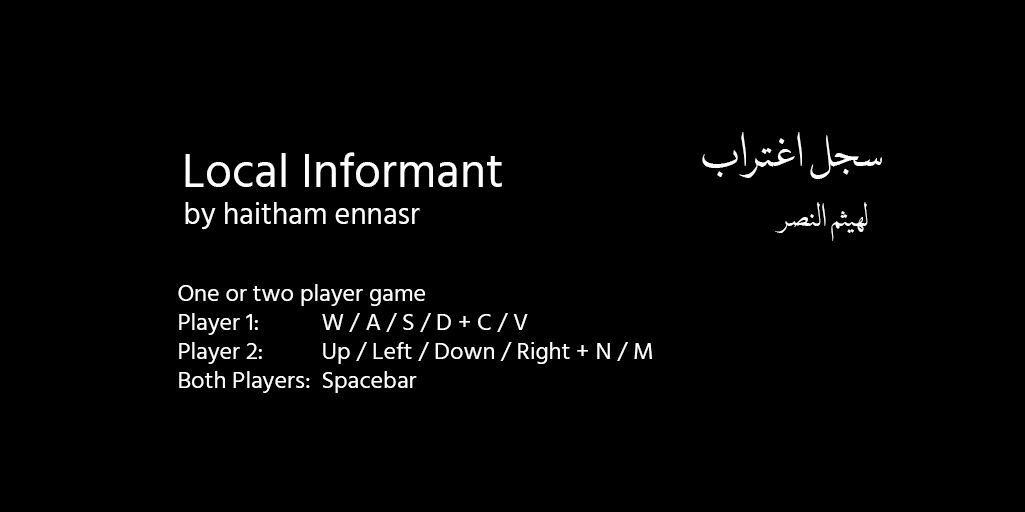 Local Informant
by haitham ennasr
سجل اغتراب
لهيثم النصر
One or two player game
Player 1: W / A / S / D + C / V
Player 2: Up / Left / Down / Right + N / M
Both Players: Spacebar